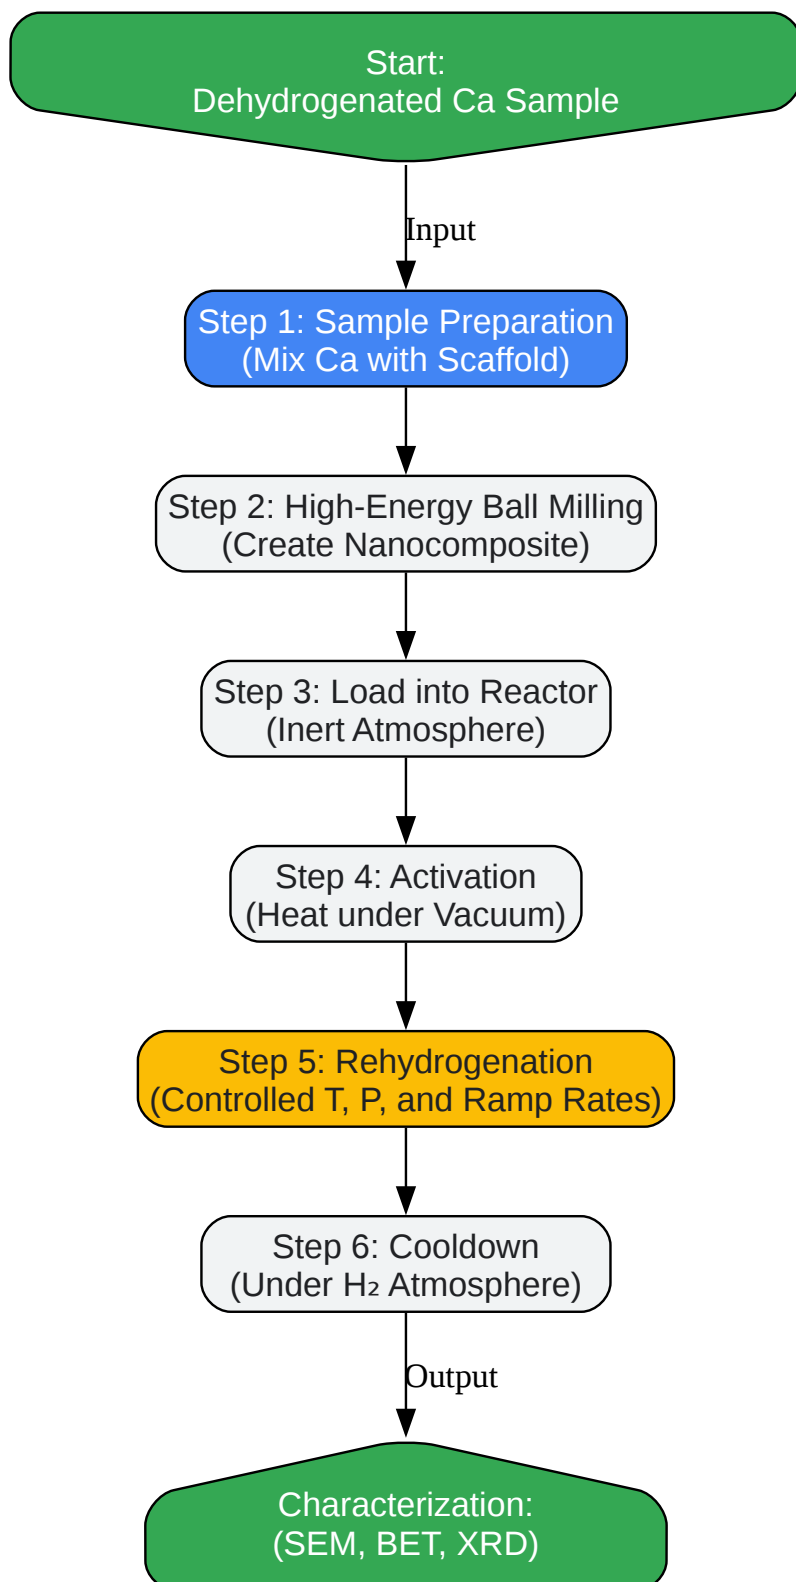 Start:
Dehydrogenated Ca Sample
Input
Step 1: Sample Preparation
(Mix Ca with Scaffold)
Step 2: High-Energy Ball Milling
(Create Nanocomposite)
Step 3: Load into Reactor
(Inert Atmosphere)
Step 4: Activation
(Heat under Vacuum)
Step 5: Rehydrogenation
(Controlled T, P, and Ramp Rates)
Step 6: Cooldown
(Under H₂ Atmosphere)
Output
Characterization:
(SEM, BET, XRD)